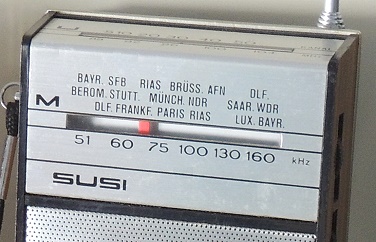 BAYR. SFB RIAS BRÜSS. AFN DLF.
BEROM. STUTT. MÜNCH. NDR SAAR. WDR
M DLF. FRANKF. PARIS RIAS LUX. BAYR.
51 60 75 100 130 160 kHz
SUSI